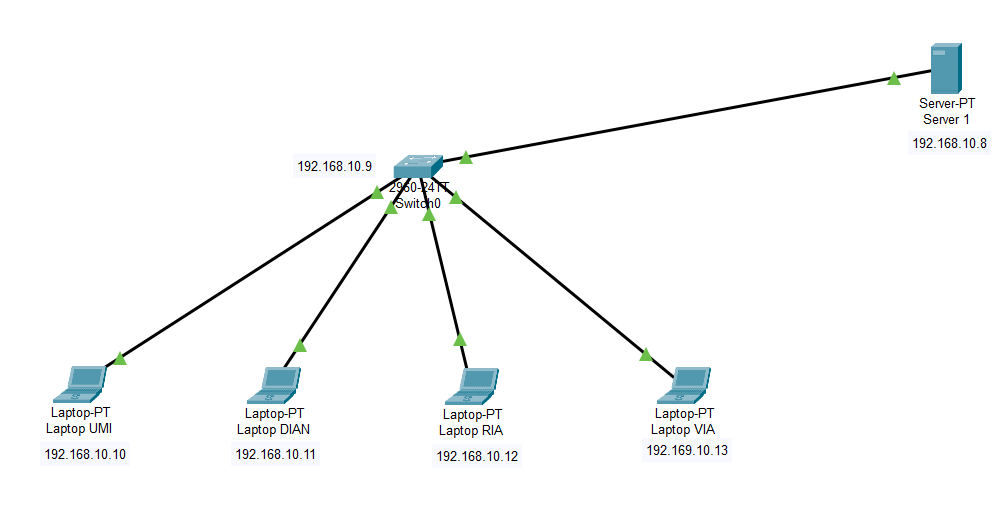 Server-PT
Server 1
192.168.10.8
192.168.10.9
2960-24TT
Switch0
Laptop-PT
Laptop UMI
192.168.10.10
Laptop-PT
Laptop DIAN
192.168.10.11
Laptop-PT
Laptop RIA
192.168.10.12
Laptop-PT
Laptop VIA
192.169.10.13